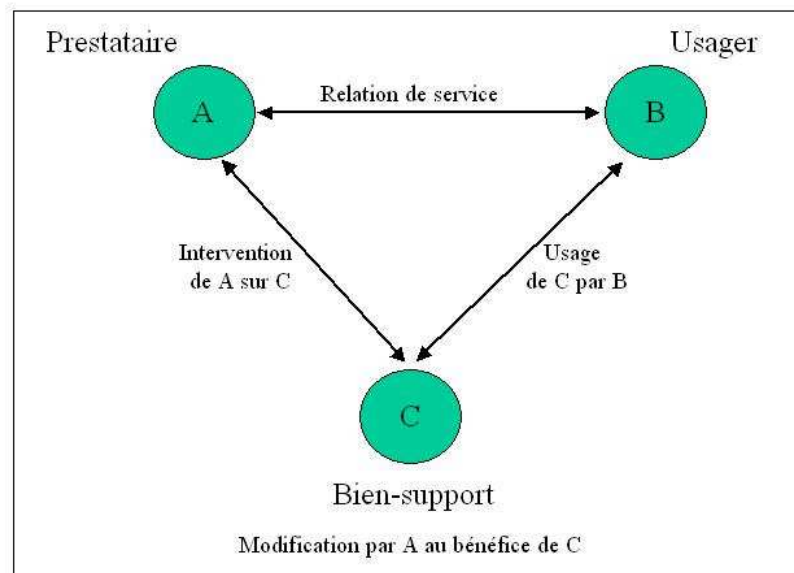 Prestataire
Usager
Relation de service
A
B
Intervention
de A sur C
Usage
de C par B
C
Bien-support
Modification par A au bénéfice de C